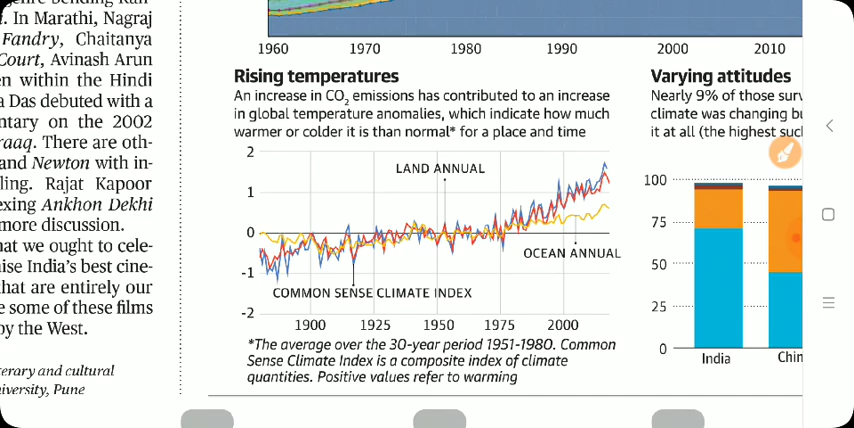 . In Marathi, Nagraj
Fandry, Chaitanya
Court, Avinash Arun
en within the Hindi
a Das debuted with a
ntary on the 2002
raaq. There are oth-
and Newton with in-
ling. Rajat Kapoor
exing Ankhon Dekhi
more discussion.
hat we ought to cele-
nise India's best cine-
that are entirely our
e some of these films
by the West.
terary and cultural
iversity, Pune
1960 1970 1980 1990 2000 2010
Rising temperatures
An increase in CO₂ emissions has contributed to an increase
in global temperature anomalies, which indicate how much
warmer or colder it is than normal* for a place and time
2
1
0
-1
-2
LAND ANNUAL
OCEAN ANNUAL
COMMON SENSE CLIMATE INDEX
1900 1925 1950 1975 2000
*The average over the 30-year period 1951-1980. Common
Sense Climate Index is a composite index of climate
quantities. Positive values refer to warming
Varying attitudes
Nearly 9% of those surv
climate was changing bu
it at all (the highest such
100
75
50
25
0
India Chin